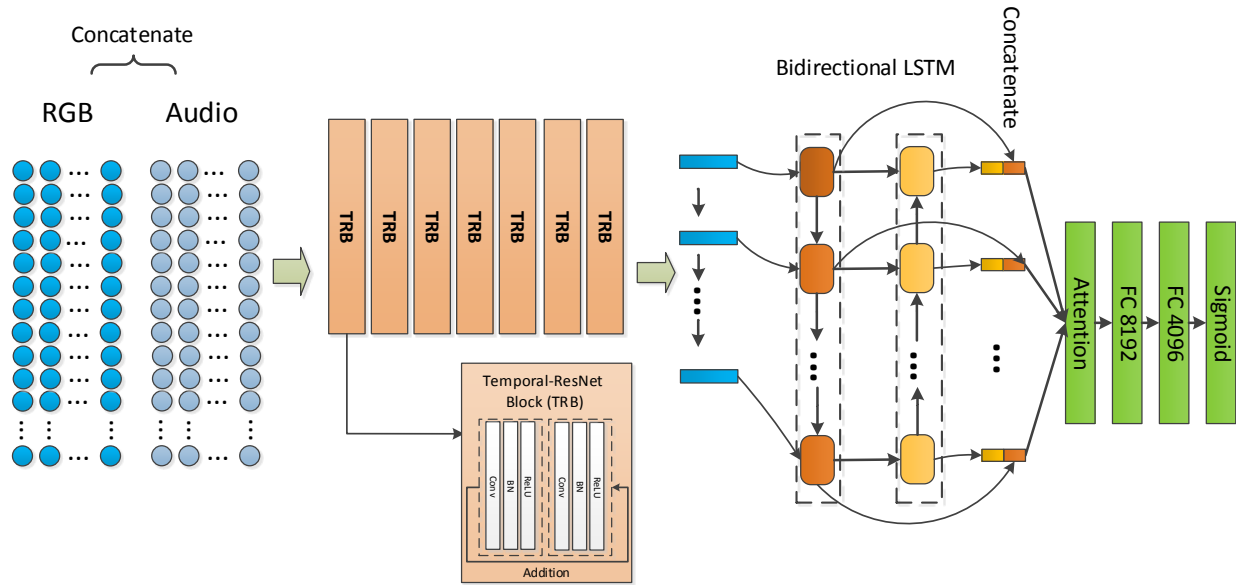 Concatenate
RGB
Audio
TRB
TRB
TRB
TRB
TRB
TRB
TRB
Temporal-ResNet
Block (TRB)
Conv
BN
ReLU
Conv
BN
ReLU
Addition
Bidirectional LSTM
Concatenate
Attention
FC 8192
FC 4096
Sigmoid